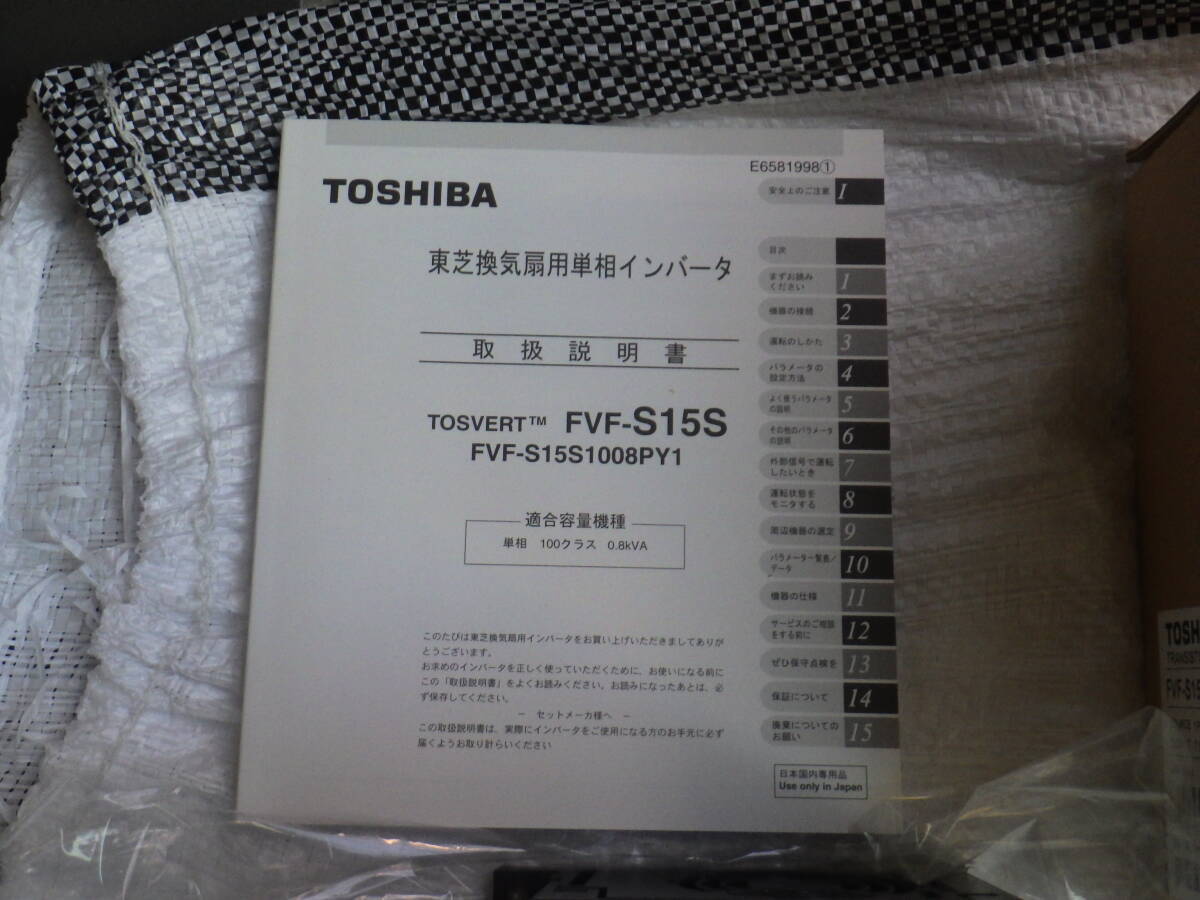 E6581998①
TOSHIBA
東芝換気扇用単相インバータ
取扱説明書
TOSVERT™ FVF-S15S
FVF-S15S1008PY1
適合容量機種
単相 100クラス 0.8kVA
このたびは東芝換気扇用インバータをお買い上げいただきましてありが
とうございます。
お求めのインバータを正しく使っていただくために、お使いになる前に
この「取扱説明書」をよくお読みください。お読みになったあとは、必
ず保存してください。
－ セットメーカ様へ －
この取扱説明書は、実際にインバータをご使用になる方のお手元に必ず
届くようお取り計らいください
安全上のご注意 I
目次
まずお読み
ください 1
機器の接続 2
運転のしかた 3
パラメータの
設定方法 4
よく使うパラメータ
の説明 5
その他のパラメータ
の説明 6
外部信号で運転
したいとき 7
運転状態を
モニタする 8
周辺機器の選定 9
パラメーター覧表／
データ 10
機器の仕様 11
サービスのご相談
をする前に 12
ぜひ保守点検を 13
保証について 14
廃棄についての
お願い 15
日本国内専用品
Use only in Japan
TOSH
TRANSIST
FVF-S15